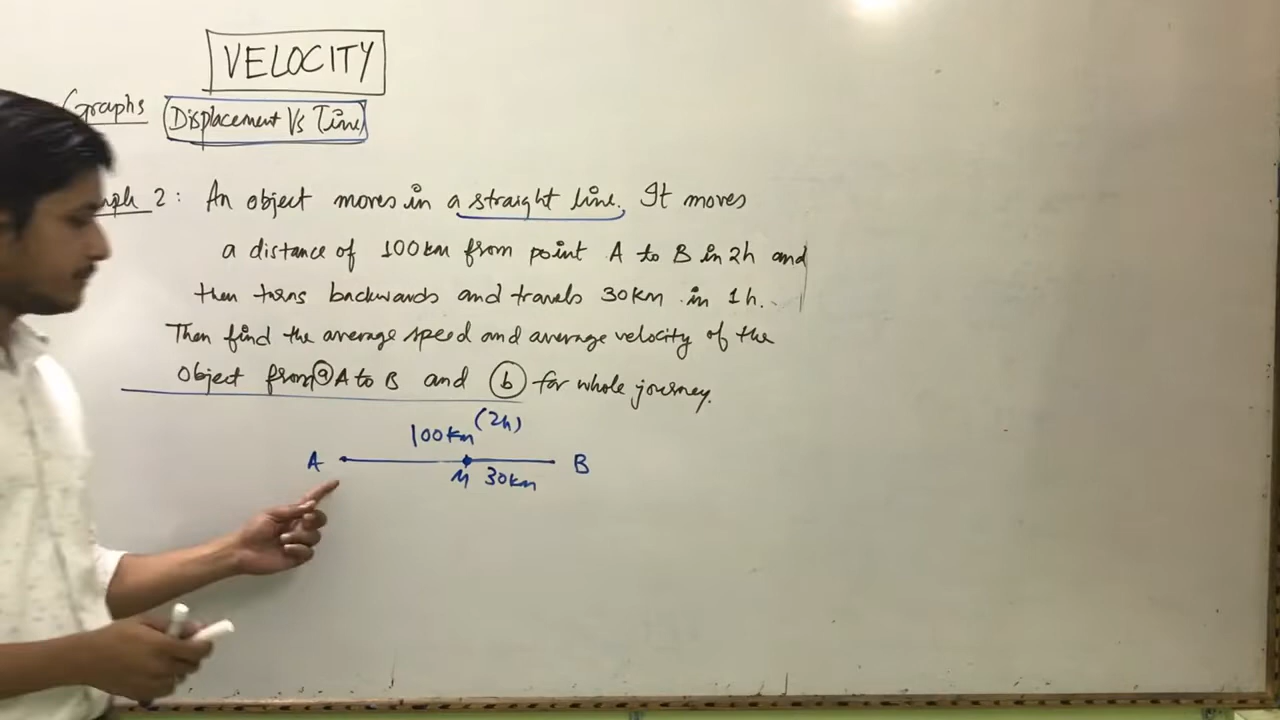 VELOCITY
Graphs Displacement Vs Time
2: An object moves in a straight line. It moves
a distance of 100km from point A to B in 2h and
then turns backwards and travels 30km in 1h.
Then find the average speed and average velocity of the
object from (a) A to B and (b) for whole journey.
100km (2h)
A B
M 30km